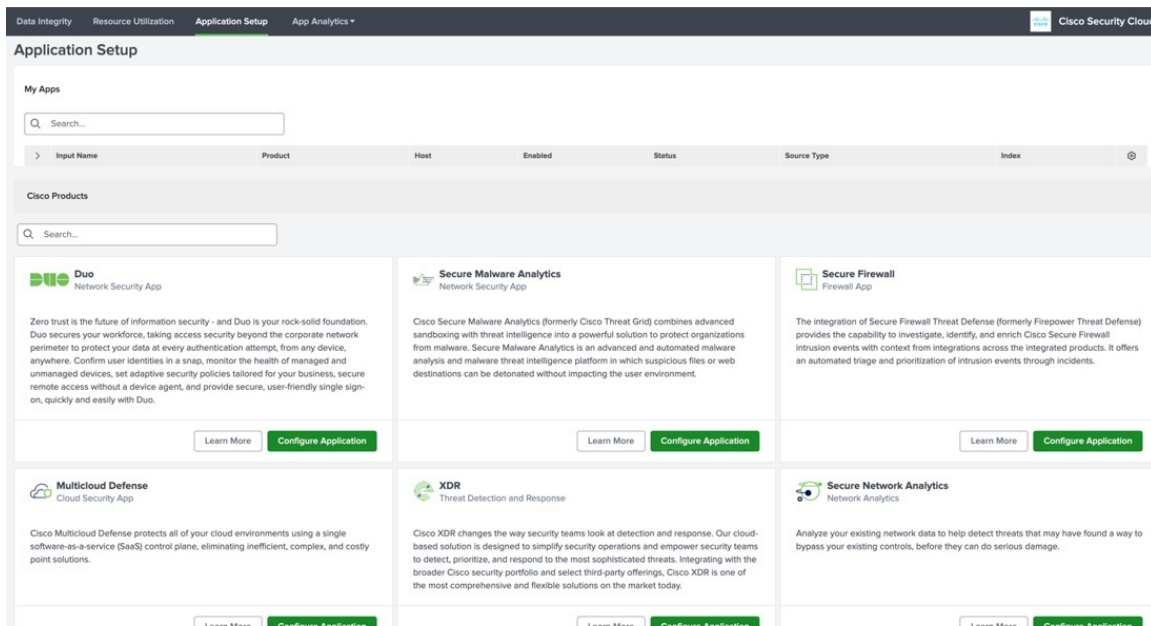 Data Integrity Resource Utilization Application Setup App Analytics
cisco Cisco Security Cloud
Application Setup
My Apps
Search...
Input Name Product Host Enabled Status Source Type Index
Cisco Products
Search...
DUO Duo
Network Security App
Zero trust is the future of information security - and Duo is your rock-solid foundation.
Duo secures your workforce, taking access security beyond the corporate network
perimeter to protect your data at every authentication attempt, from any device,
anywhere. Confirm user identities in a snap, monitor the health of managed and
unmanaged devices, set adaptive security policies tailored for your business, secure
remote access without a device agent, and provide secure, user-friendly single sign-
on, quickly and easily with Duo.
Learn More Configure Application
Secure Malware Analytics
Network Security App
Cisco Secure Malware Analytics (formerly Cisco Threat Grid) combines advanced
sandboxing with threat intelligence into a powerful solution to protect organizations
from malware. Secure Malware Analytics is an advanced and automated malware
analysis and malware threat intelligence platform in which suspicious files or web
destinations can be detonated without impacting the user environment.
Learn More Configure Application
Secure Firewall
Firewall App
The integration of Secure Firewall Threat Defense (formerly Firepower Threat Defense)
provides the capability to investigate, identify, and enrich Cisco Secure Firewall
intrusion events with context from integrations across the integrated products. It offers
an automated triage and prioritization of intrusion events through incidents.
Learn More Configure Application
Multicloud Defense
Cloud Security App
Cisco Multicloud Defense protects all of your cloud environments using a single
software-as-a-service (SaaS) control plane, eliminating inefficient, complex, and costly
point solutions.
Learn More Configure Application
XDR
Threat Detection and Response
Cisco XDR changes the way security teams look at detection and response. Our cloud-
based solution is designed to simplify security operations and empower security teams
to detect, prioritize, and respond to the most sophisticated threats. Integrating with the
broader Cisco security portfolio and select third-party offerings, Cisco XDR is one of
the most comprehensive and flexible solutions on the market today.
Learn More Configure Application
Secure Network Analytics
Network Analytics
Analyze your existing network data to help detect threats that may have found a way to
bypass your existing controls, before they can do serious damage.
Learn More Configure Application